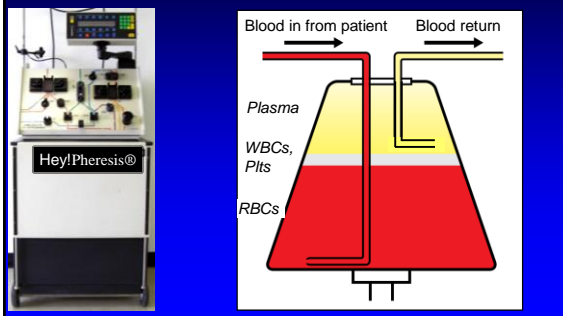 Hey!Pheresis®
Blood in from patient
Blood return
Plasma
WBCs,
Plts
RBCs